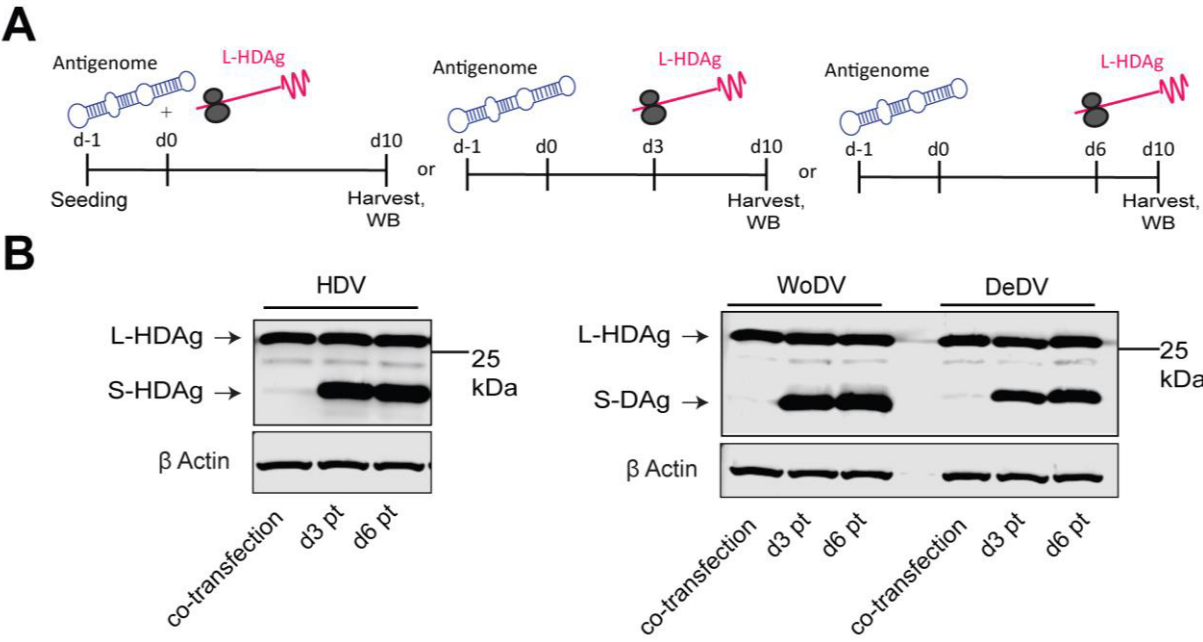 A
Antigenome
L-HDAg
+
d-1
d0
d10
Seeding
Harvest,
WB
or
Antigenome
L-HDAg
d-1
d0
d3
d10
Harvest,
WB
or
Antigenome
L-HDAg
d-1
d0
d6
d10
Harvest,
WB
B
HDV
L-HDAg →
25
kDa
S-HDAg →
β Actin
co-transfection
d3 pt
d6 pt
WoDV
DeDV
L-HDAg →
25
kDa
S-DAg →
β Actin
co-transfection
d3 pt
d6 pt
co-transfection
d3 pt
d6 pt